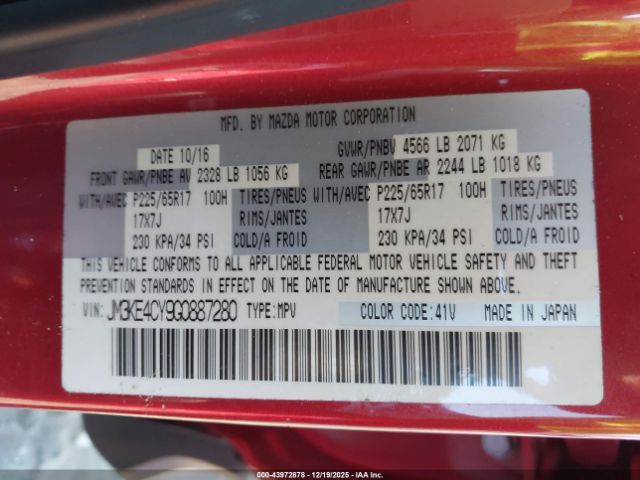 MFD. BY MAZDA MOTOR CORPORATION
DATE 10/16 GVWR/PNBV 4566 LB 2071 KG
FRONT GAWR/PNBE AV 2328 LB 1056 KG REAR GAWR/PNBE AR 2244 LB 1018 KG
WITH/AVEC P225/65R17 100H TIRES/PNEUS WITH/AVEC P225/65R17 100H TIRES/PNEUS
17X7J RIMS/JANTES 17X7J RIMS/JANTES
230 KPA/34 PSI COLD/A FROID 230 KPA/34 PSI COLD/A FROID
THIS VEHICLE CONFORMS TO ALL APPLICABLE FEDERAL MOTOR VEHICLE SAFETY AND THEFT
PREVENTION STANDARDS IN EFFECT ON THE DATE OF MANUFACTURE SHOWN ABOVE.
VIN: JM3KE4CY9G0887280 TYPE:MPV COLOR CODE:41V MADE IN JAPAN
000-43972878 - 12/19/2025 - IAA Inc.